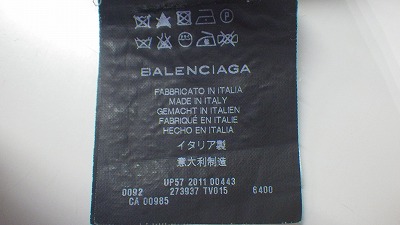 BALENCIAGA
FABBRICATO IN ITALIA
MADE IN ITALY
GEMACHT IN ITALIEN
FABRIQUÉ EN ITALIE
HECHO EN ITALIA
イタリア製
意大利制造
UP57 2011 00443
0092 273937 TV015 6400
CA 00985